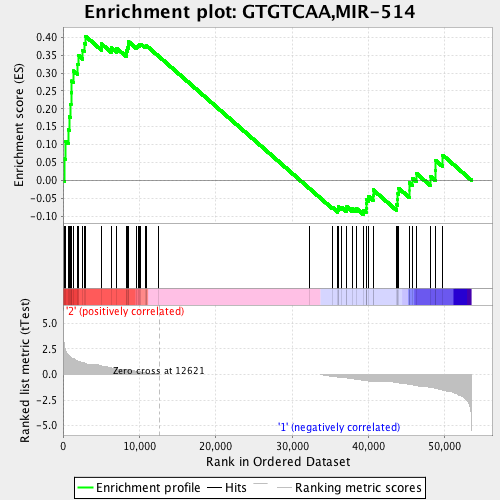 Enrichment plot: GTGTCAA,MIR-514
Enrichment score (ES)
0.40
0.35
0.30
0.25
0.20
0.15
0.10
0.05
0.00
-0.05
-0.10
'2' (positively correlated)
Ranked list metric (tTest)
5.0
2.5
0.0
-2.5
-5.0
Zero cross at 12621
'1' (negatively correlated)
0 10,000 20,000 30,000 40,000 50,000
Rank in Ordered Dataset
Enrichment profile Hits Ranking metric scores